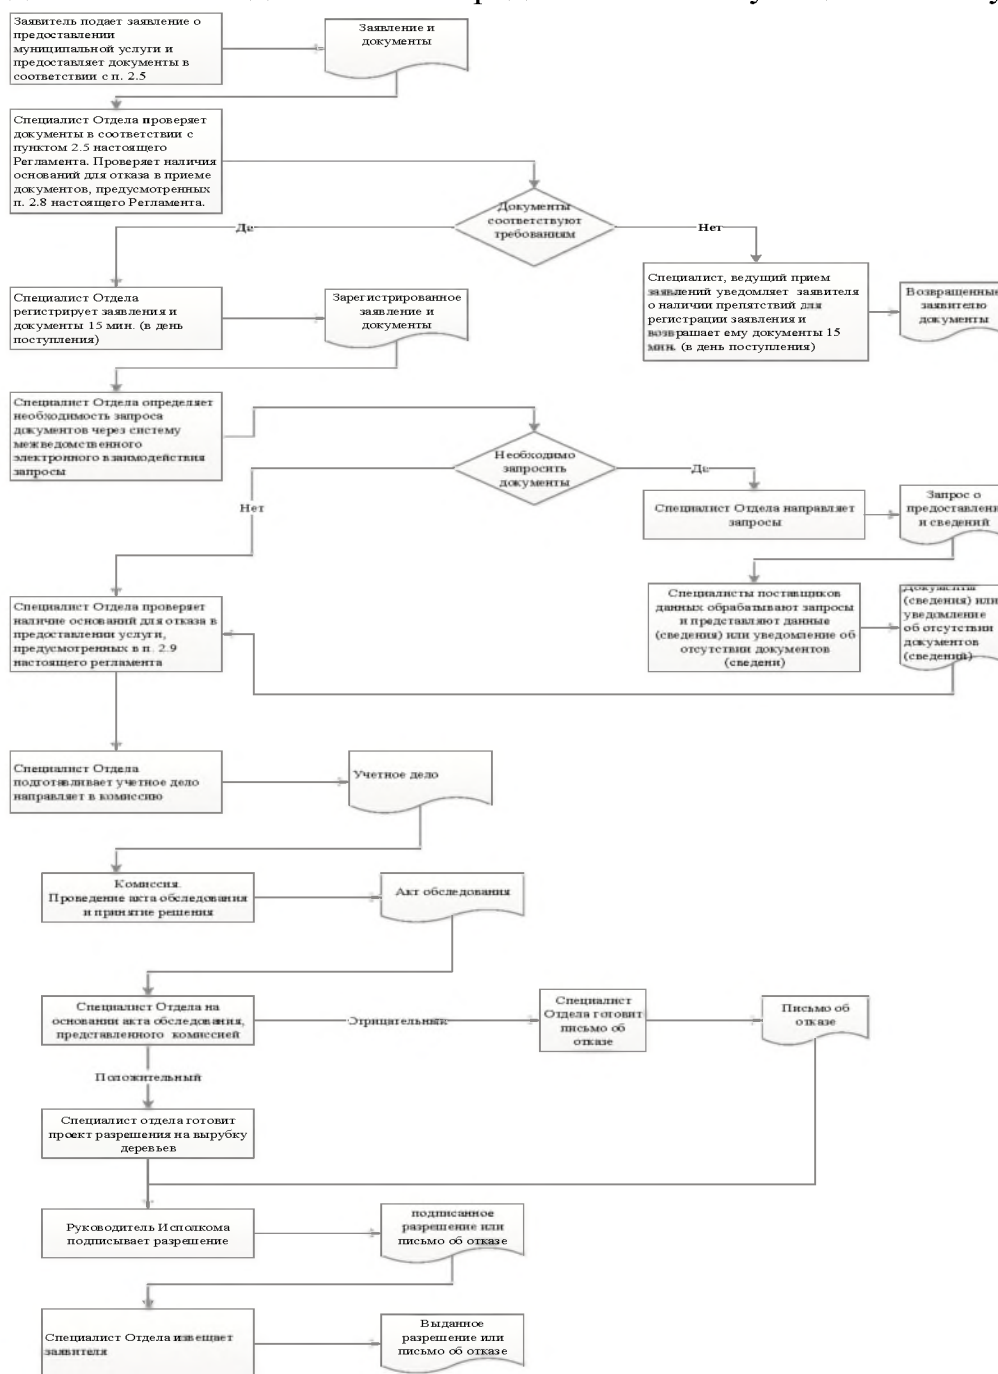 Заявитель подает заявление о
предоставлении
муниципальной услуги и
предоставляет документы в
соответствии с п. 2.5
Заявление и
документы
Специалист Отдела проверяет
документы в соответствии с
пунктом 2.5 настоящего
Регламента. Проверяет наличия
оснований для отказа в приеме
документов, предусмотренных
п. 2.8 настоящего Регламента.
Документы
соответствуют
требованиям
Да
Нет
Специалист Отдела
регистрирует заявления и
документы 15 мин. (в день
поступления)
Зарегистрированное
заявление и
документы
Специалист, ведущий прием
заявлений уведомляет заявителя
о наличии препятствий для
регистрации заявления и
возвращает ему документы 15
мин. (в день поступления)
Возвращенные
заявителю
документы
Специалист Отдела определяет
необходимость запроса
документов через систему
межведомственного
электронного взаимодействия
запросы
Необходимо
запросить
документы
Да
Нет
Специалист Отдела направляет
запросы
Запрос о
предоставлени
и сведений
Специалист Отдела проверяет
наличие оснований для отказа в
предоставлении услуги,
предусмотренных в п. 2.9
настоящего регламента
Специалисты поставщиков
данных обрабатывают запросы
и представляют данные
(сведения) или уведомление об
отсутствии документов
(сведени)
Документы
(сведения) или
уведомление
об отсутствии
документов
(сведений)
Специалист Отдела
подготавливает учетное дело
направляет в комиссию
Учетное дело
Комиссия.
Проведение акта обследования
и принятие решения
Акт обследования
Специалист Отдела на
основании акта обследования,
представленного комиссией
Отрицательный
Специалист
Отдела готовит
письмо об
отказе
Письмо об
отказе
Положительный
Специалист отдела готовит
проект разрешения на вырубку
деревьев
Руководитель Исполкома
подписывает разрешение
подписанное
разрешение или
письмо об отказе
Специалист Отдела извещает
заявителя
Выданное
разрешение или
письмо об отказе